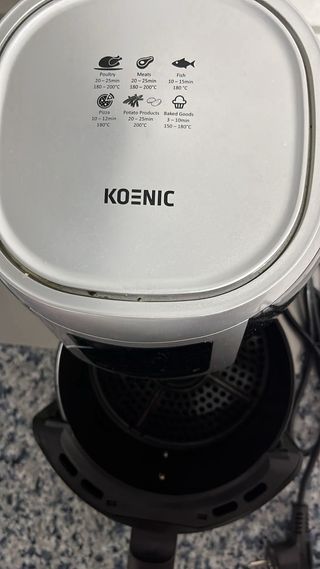 Poultry
20 – 25min
180 – 200°C
Meats
20 – 25min
180 – 200°C
Fish
10 – 15min
180 °C
Pizza
10 – 12min
180°C
Potato Products
20 – 25min
200°C
Baked Goods
3 – 10min
150 – 180°C
KOENIC